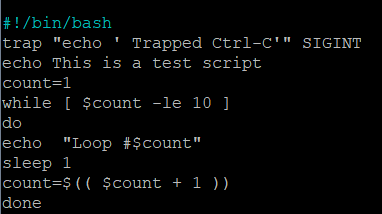 #!/bin/bash
trap "echo ' Trapped Ctrl-C'" SIGINT
echo This is a test script
count=1
while [ $count -le 10 ]
do
echo  "Loop #$count"
sleep 1
count=$(( $count + 1 ))
done